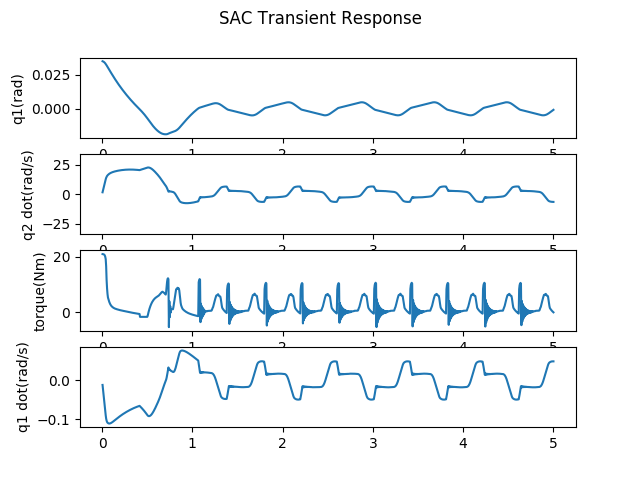 SAC Transient Response
q1(rad)
0.025
0.000
0 1 2 3 4 5
q2 dot(rad/s)
25
0
−25
0 1 2 3 4 5
torque(Nm)
20
0
0 1 2 3 4 5
q1 dot(rad/s)
0.0
−0.1
0 1 2 3 4 5